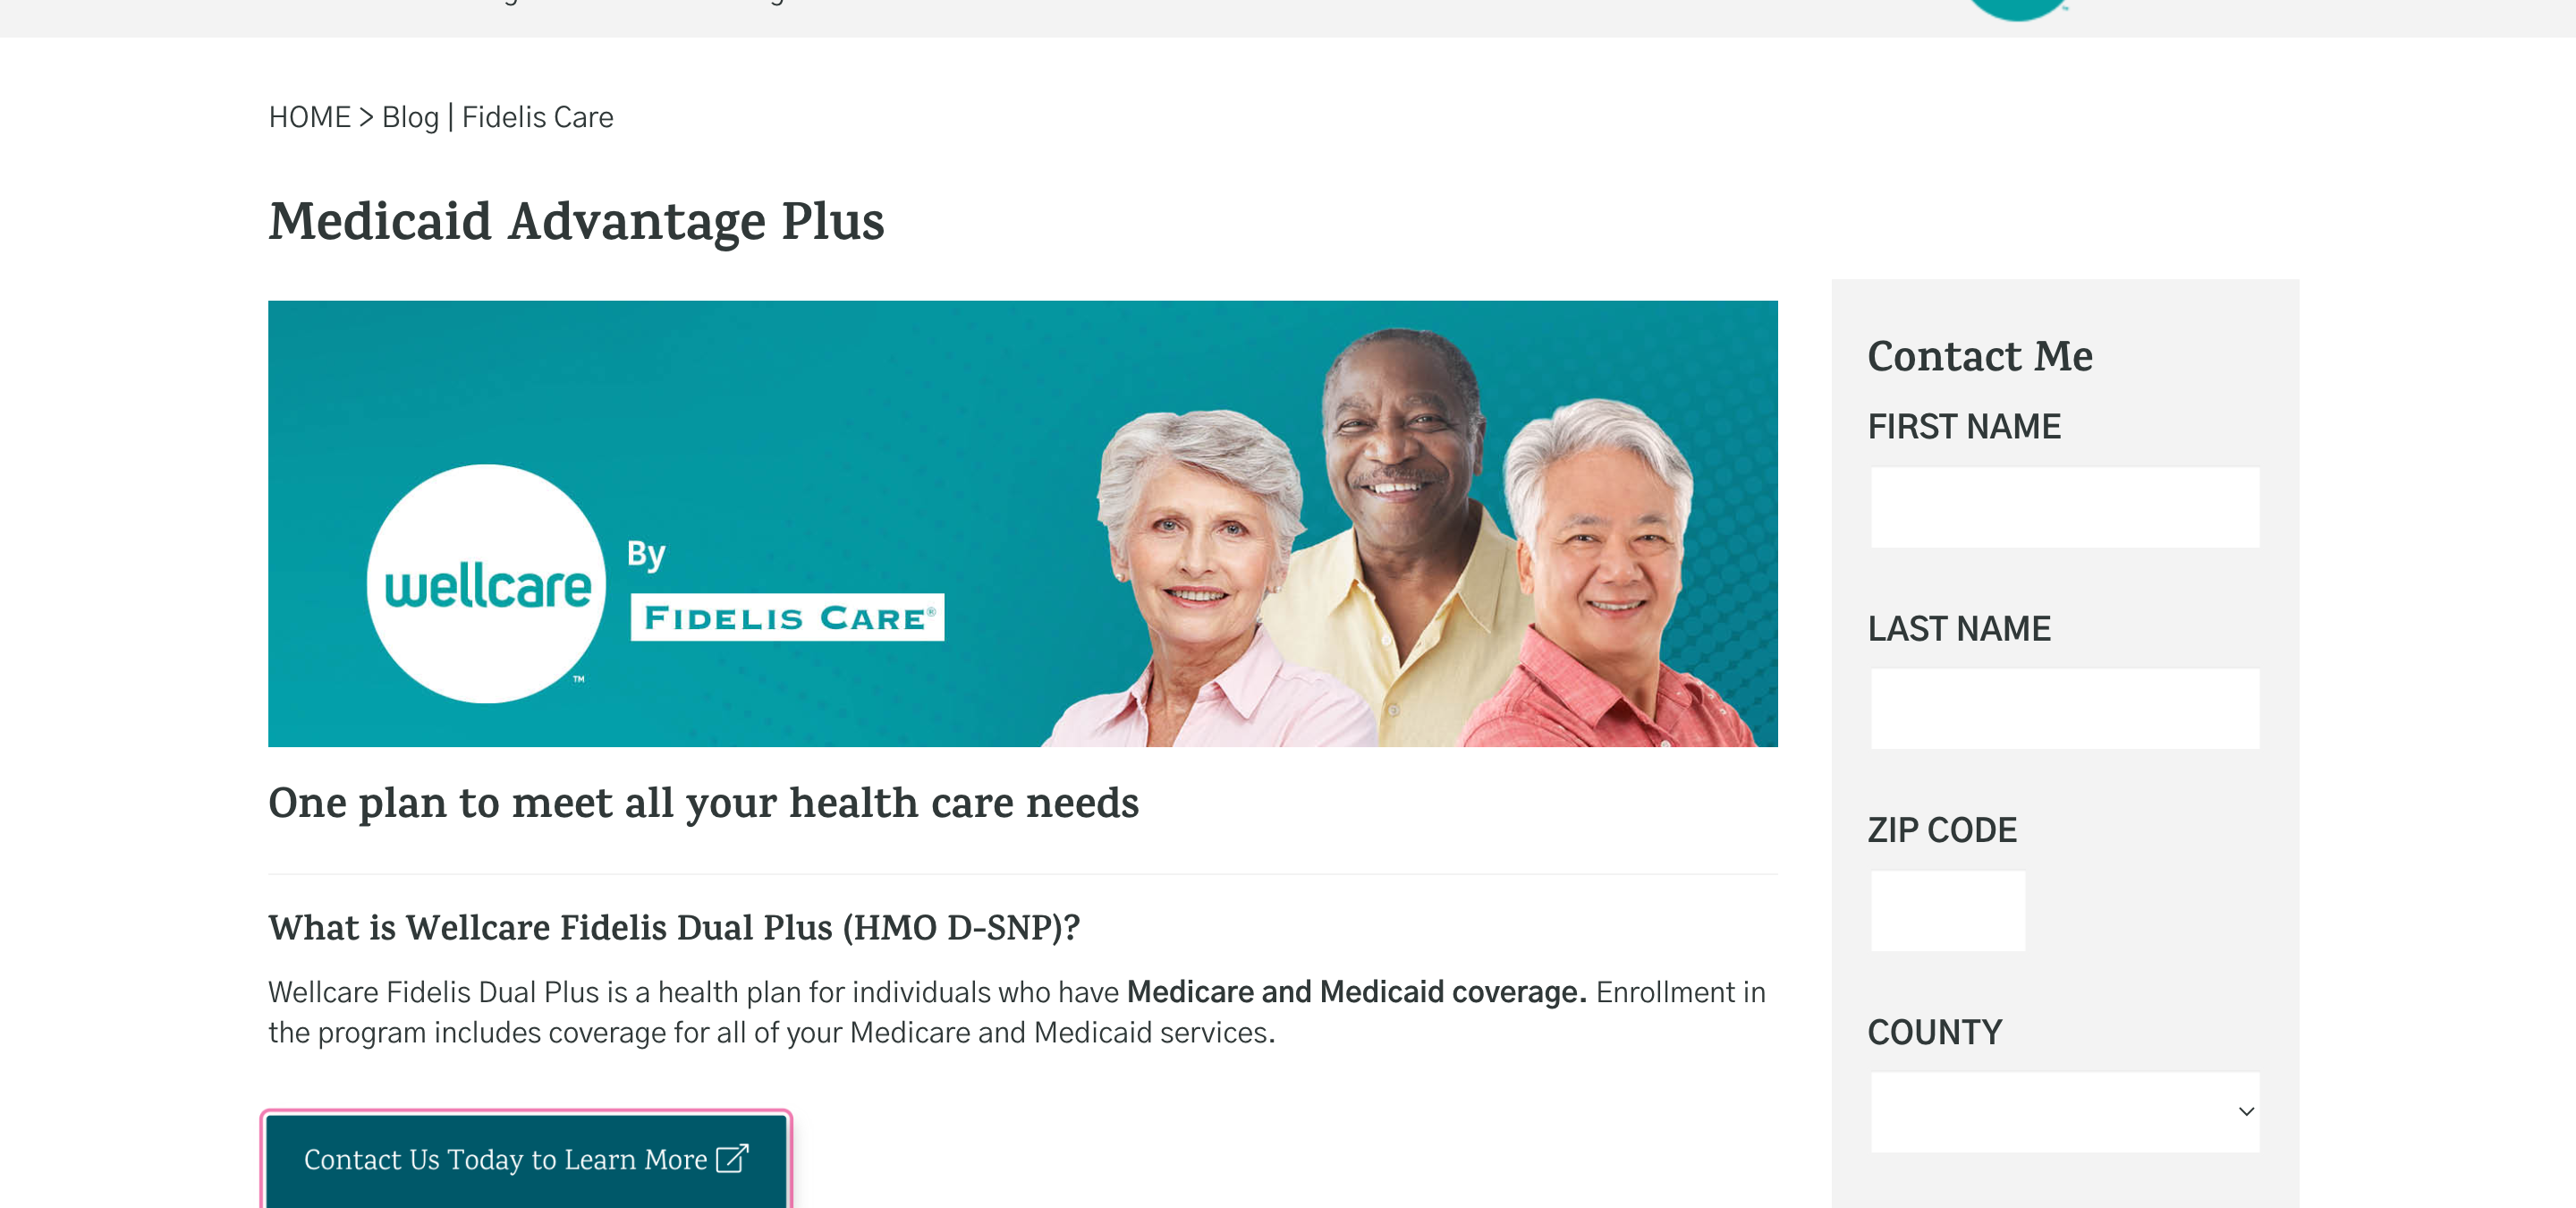 HOME > Blog | Fidelis Care
Medicaid Advantage Plus
wellcare
™
By
FIDELIS CARE®
One plan to meet all your health care needs
What is Wellcare Fidelis Dual Plus (HMO D-SNP)?
Wellcare Fidelis Dual Plus is a health plan for individuals who have Medicare and Medicaid coverage. Enrollment in
the program includes coverage for all of your Medicare and Medicaid services.
Contact Us Today to Learn More
Contact Me
FIRST NAME
LAST NAME
ZIP CODE
COUNTY